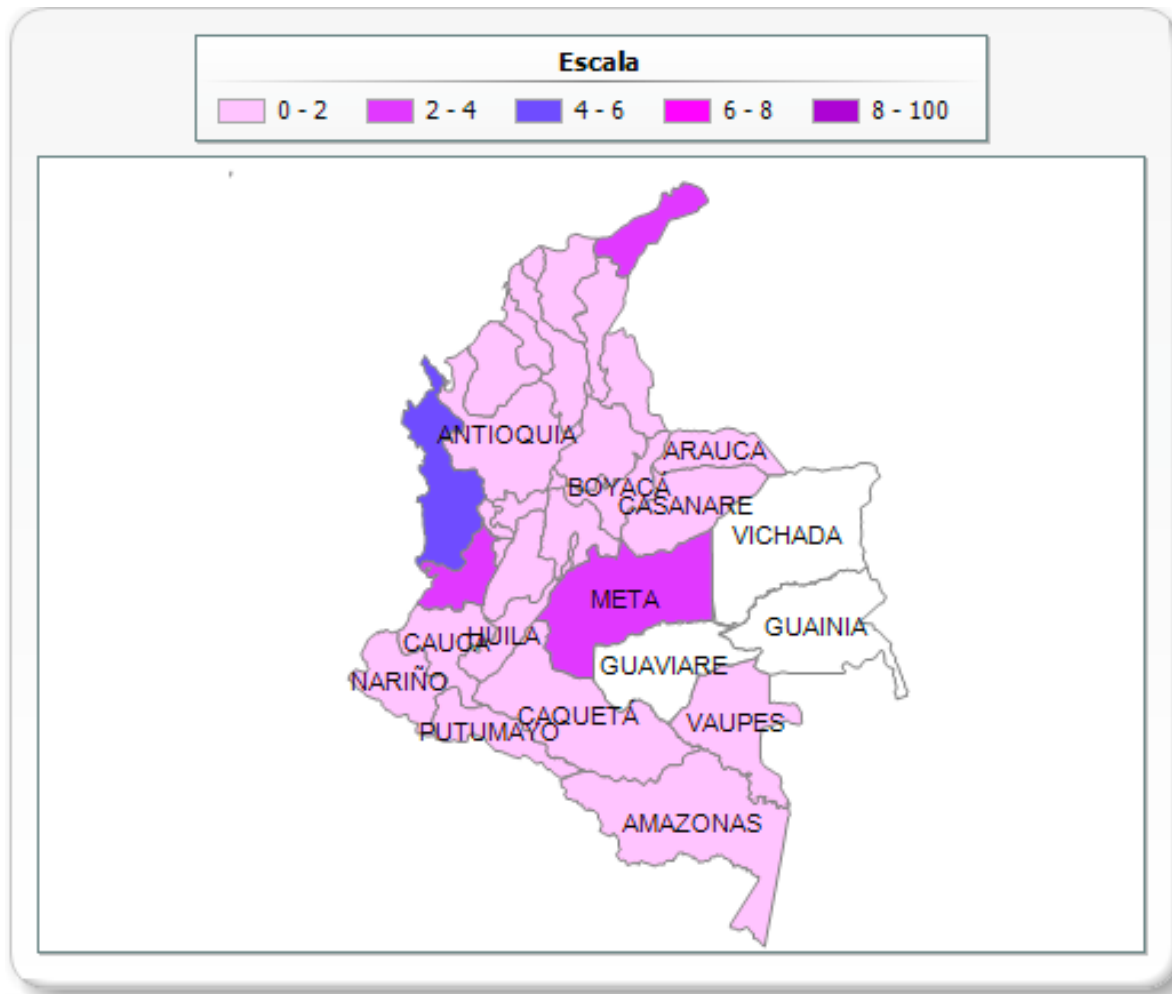 Escala
0 - 2 2 - 4 4 - 6 6 - 8 8 - 100
ANTIOQUIA
ARAUCA
BOYACÁ
CASANARE
VICHADA
META
GUAINIA
CAUCA
HUILA
GUAVIARE
NARIÑO
CAQUETÁ
PUTUMAYO
VAUPES
AMAZONAS